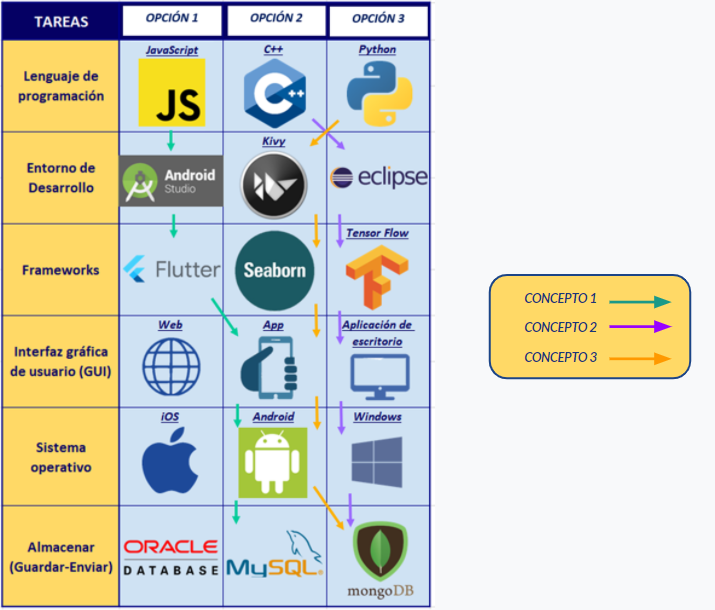 TAREAS
OPCIÓN 1
OPCIÓN 2
OPCIÓN 3
Lenguaje de
programación
JavaScript
JS
C++
C++
Python
Entorno de
Desarrollo
Android
Studio
Kivy
eclipse
Frameworks
Flutter
Seaborn
Tensor Flow
Interfaz gráfica
de usuario (GUI)
Web
App
Aplicación de
escritorio
Sistema
operativo
iOS
Android
Windows
Almacenar
(Guardar-Enviar)
ORACLE
DATABASE
MySQL®
mongoDB
CONCEPTO 1
CONCEPTO 2
CONCEPTO 3